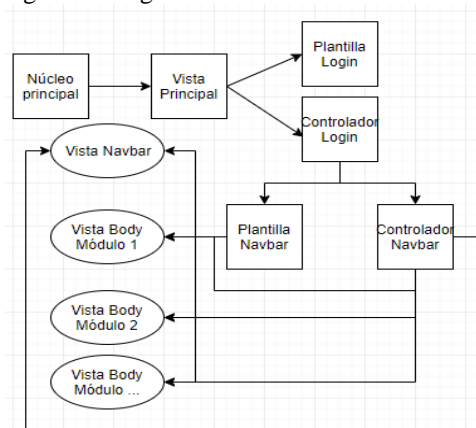 Plantilla
Login
Núcleo
principal
Vista
Principal
Controlador
Login
Vista Navbar
Vista Body
Módulo 1
Plantilla
Navbar
Controlador
Navbar
Vista Body
Módulo 2
Vista Body
Módulo ...